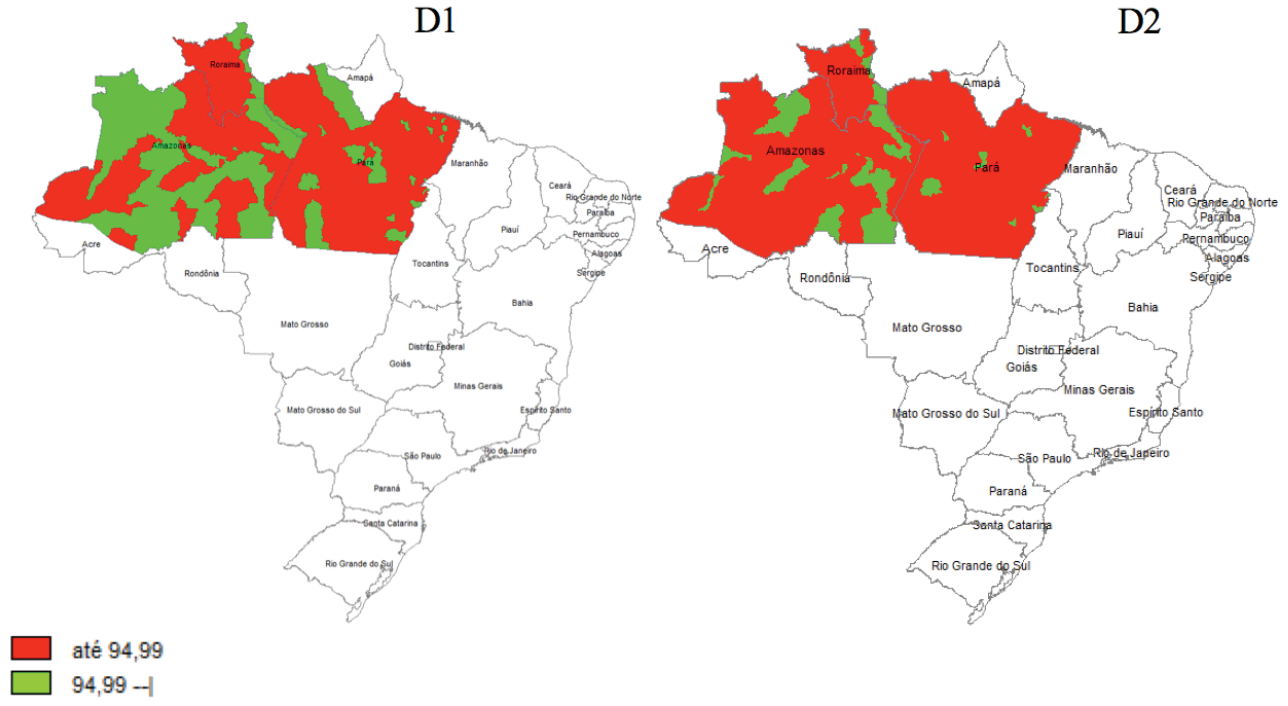 D1
D2
Roraima
Amapá
Amazonas
Pará
Maranhão
Ceará
Rio Grande do Norte
Paraíba
Piauí
Pernambuco
Acre
Alagoas
Rondônia
Tocantins
Sergipe
Bahia
Mato Grosso
Distrito Federal
Goiás
Minas Gerais
Mato Grosso do Sul
Espírito Santo
São Paulo
Rio de Janeiro
Paraná
Santa Catarina
Rio Grande do Sul
Roraima
Amapá
Amazonas
Pará
Maranhão
Ceará
Rio Grande do Norte
Paraíba
Piauí
Pernambuco
Acre
Alagoas
Tocantins
Sergipe
Rondônia
Bahia
Mato Grosso
Distrito Federal
Goiás
Minas Gerais
Mato Grosso do Sul
Espírito Santo
São Paulo
Rio de Janeiro
Paraná
Santa Catarina
Rio Grande do Sul
até 94,99
94,99 --|